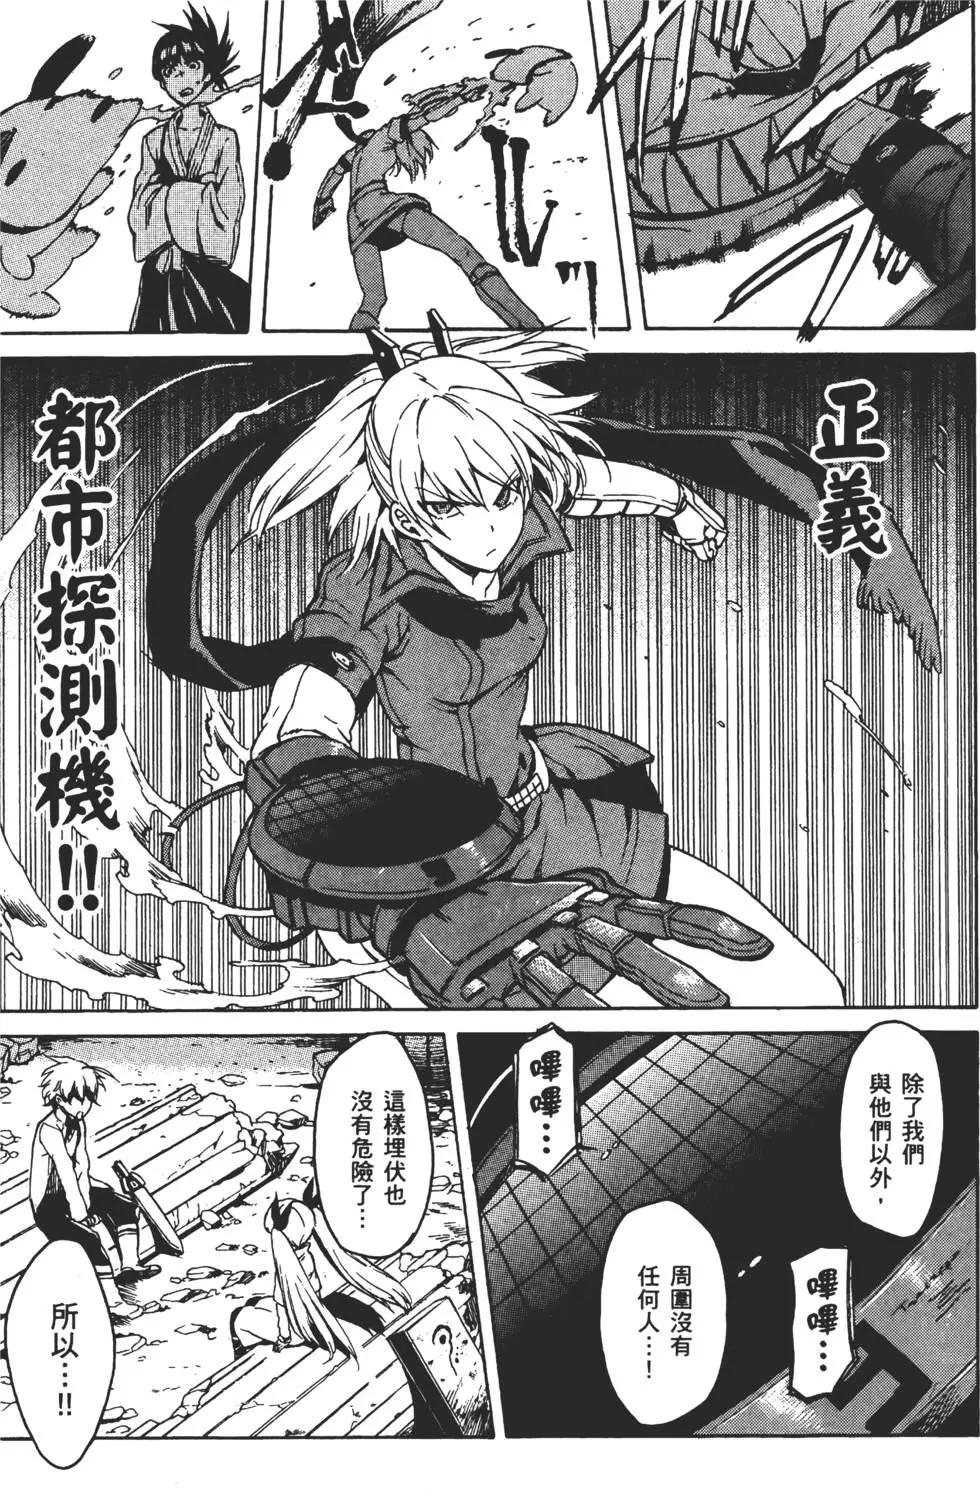 正義
都市探測機!!
除了我們
與他們以外，
嗶嗶…
周圍沒有
任何人…!
嗶嗶…
這樣埋伏也
沒有危險了…
所以…!!